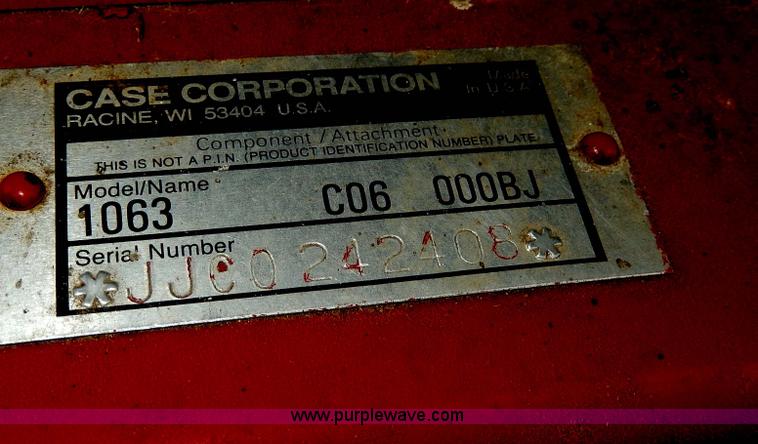 CASE CORPORATION
Made
In U S A
RACINE, WI 53404 U.S.A.
Component / Attachment
THIS IS NOT A P.I.N. (PRODUCT IDENTIFICATION NUMBER) PLATE.
Model/Name
1063 C06 000BJ
Serial Number
*JJC0242408*
www.purplewave.com